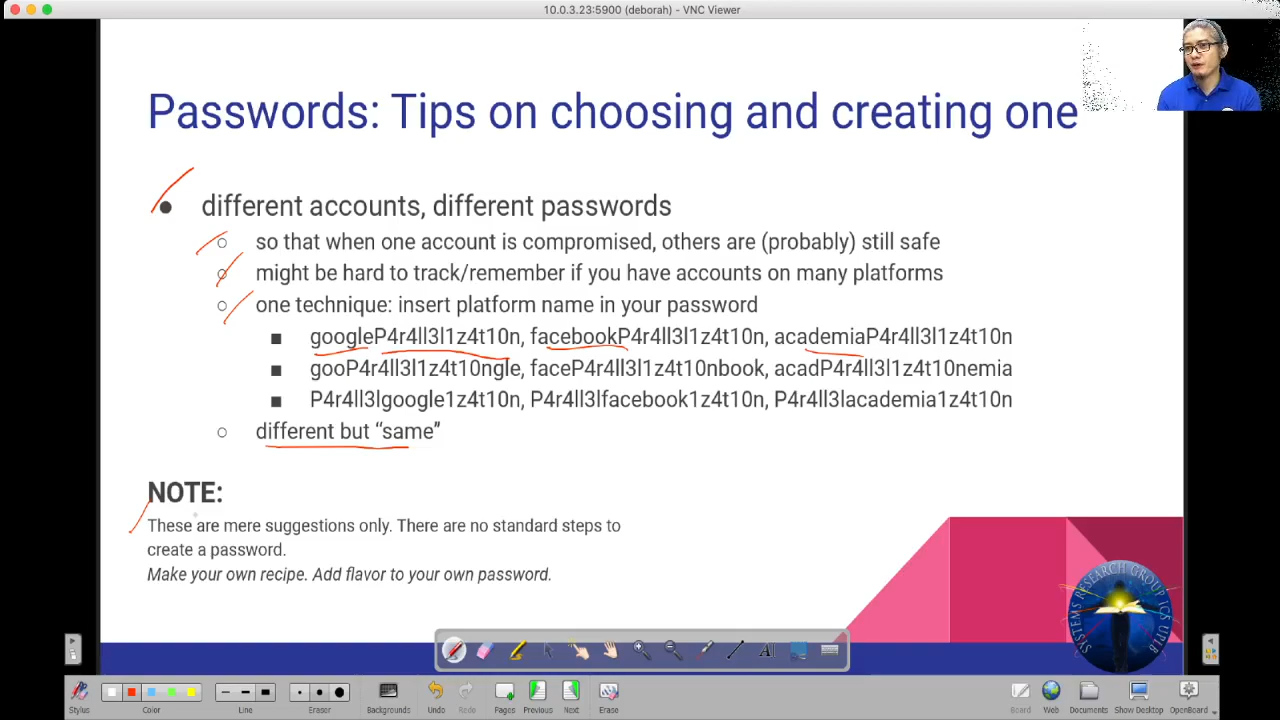 10.0.3.23:5900 (deborah) - VNC Viewer
Passwords: Tips on choosing and creating one
● different accounts, different passwords
○ so that when one account is compromised, others are (probably) still safe
○ might be hard to track/remember if you have accounts on many platforms
○ one technique: insert platform name in your password
■ googleP4r4ll3l1z4t10n, facebookP4r4ll3l1z4t10n, academiaP4r4ll3l1z4t10n
■ gooP4r4ll3l1z4t10ngle, faceP4r4ll3l1z4t10nbook, acadP4r4ll3l1z4t10nemia
■ P4r4ll3lgoogle1z4t10n, P4r4ll3lfacebook1z4t10n, P4r4ll3lacademia1z4t10n
○ different but “same”
NOTE:
These are mere suggestions only. There are no standard steps to
create a password.
Make your own recipe. Add flavor to your own password.
SYSTEMS RESEARCH GROUP ICS UPLB
Stylus Color Line Eraser Backgrounds Undo Redo Pages Previous Next Erase Board Web Documents Show Desktop OpenBoard